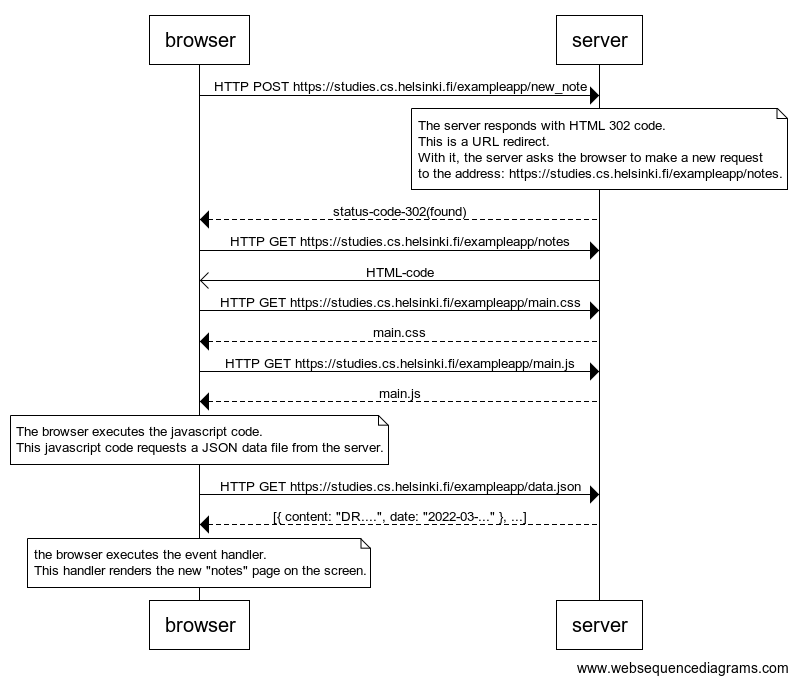 browser
server
HTTP POST https://studies.cs.helsinki.fi/exampleapp/new_note
The server responds with HTML 302 code.
This is a URL redirect.
With it, the server asks the browser to make a new request
to the address: https://studies.cs.helsinki.fi/exampleapp/notes.
status-code-302(found)
HTTP GET https://studies.cs.helsinki.fi/exampleapp/notes
HTML-code
HTTP GET https://studies.cs.helsinki.fi/exampleapp/main.css
main.css
HTTP GET https://studies.cs.helsinki.fi/exampleapp/main.js
main.js
The browser executes the javascript code.
This javascript code requests a JSON data file from the server.
HTTP GET https://studies.cs.helsinki.fi/exampleapp/data.json
[{ content: "DR....", date: "2022-03-..." }, ...]
the browser executes the event handler.
This handler renders the new "notes" page on the screen.
browser
server
www.websequencediagrams.com